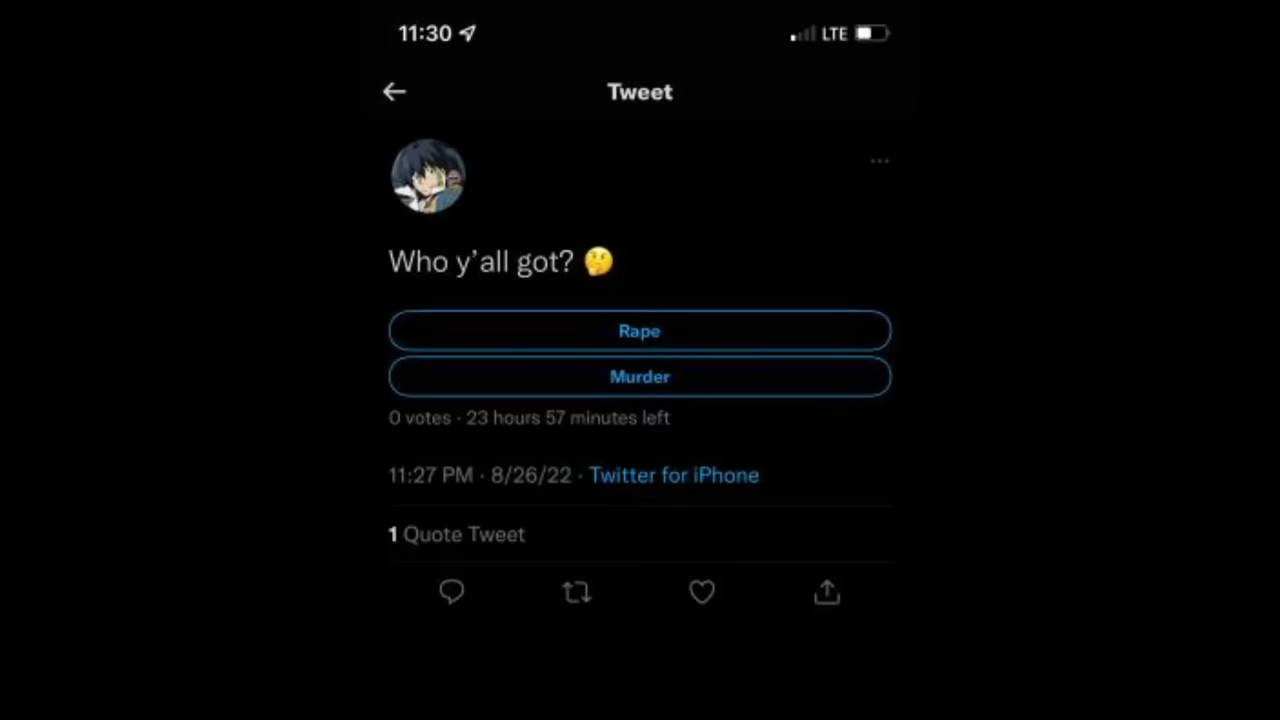 11:30 LTE
Tweet
Who y'all got? 🤔
Rape
Murder
0 votes · 23 hours 57 minutes left
11:27 PM · 8/26/22 · Twitter for iPhone
1 Quote Tweet